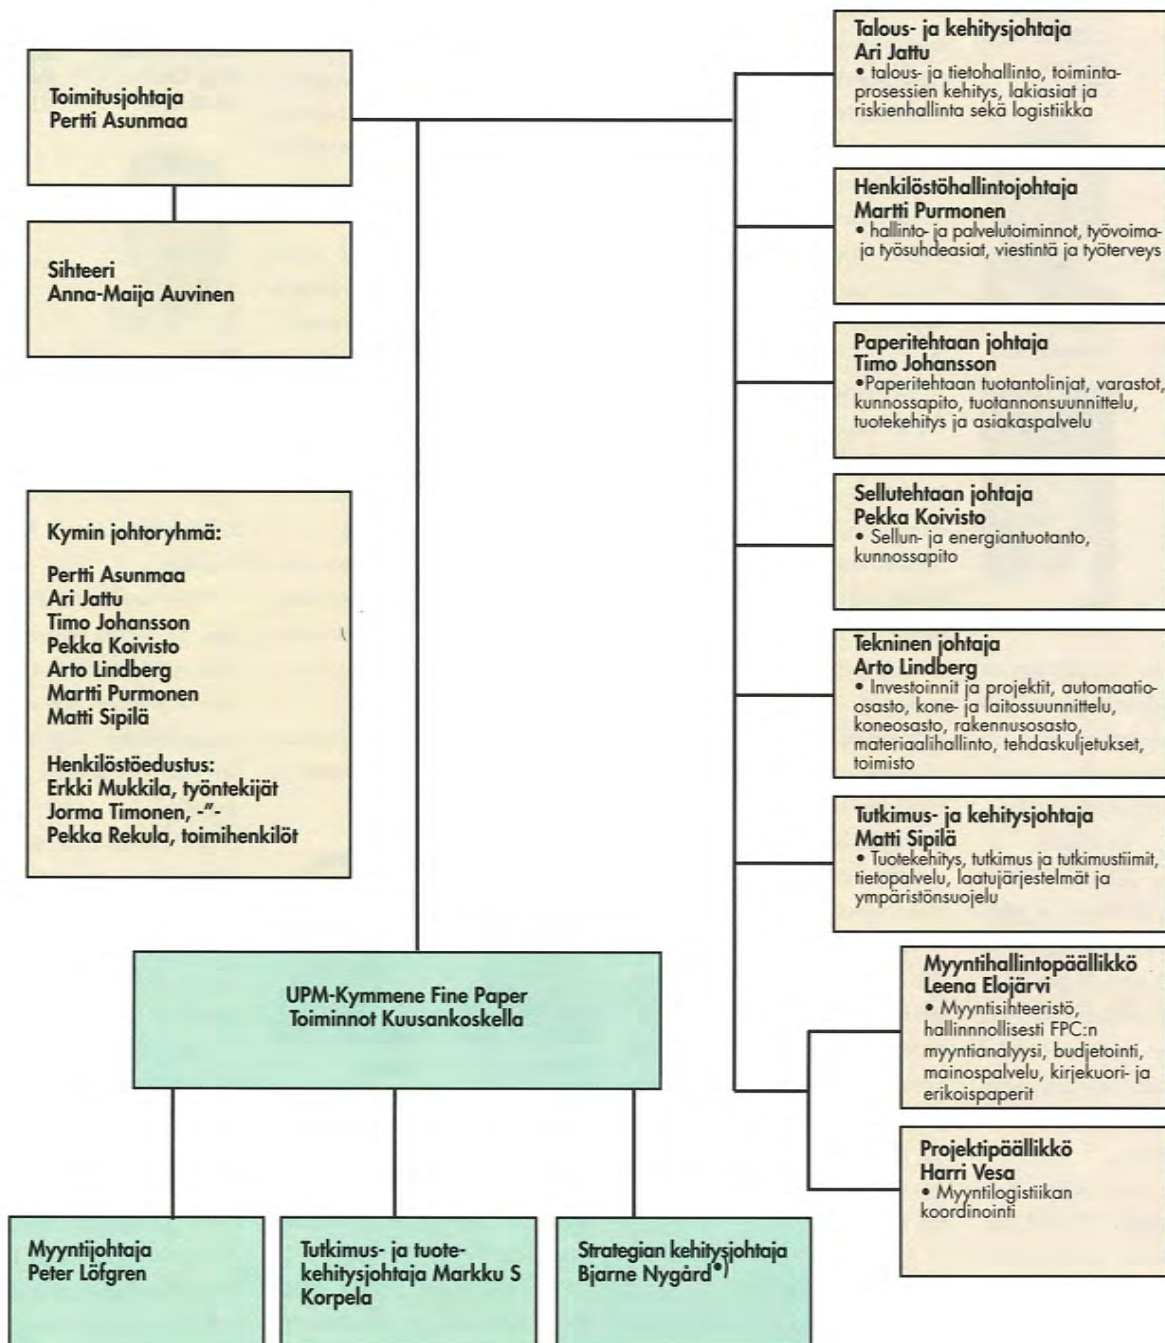 Toimitusjohtaja
Pertti Asunmaa
Sihteeri
Anna-Maija Auvinen
Kymin johtoryhmä:
Pertti Asunmaa
Ari Jattu
Timo Johansson
Pekka Koivisto
Arto Lindberg
Martti Purmonen
Matti Sipilä
Henkilöstöedustus:
Erkki Mukkila, työntekijät
Jorma Timonen, -"-
Pekka Rekula, toimihenkilöt
Talous- ja kehitysjohtaja
Ari Jattu
• talous- ja tietohallinto, toiminta-
prosessien kehitys, lakiasiat ja
riskienhallinta sekä logistiikka
Henkilöstöhallintojohtaja
Martti Purmonen
• hallinto- ja palvelutoiminnot, työvoima-
ja työsuhdeasiat, viestintä ja työterveys
Paperitehtaan johtaja
Timo Johansson
•Paperitehtaan tuotantolinjat, varastot,
kunnossapito, tuotannonsuunnittelu,
tuotekehitys ja asiakaspalvelu
Sellutehtaan johtaja
Pekka Koivisto
• Sellun- ja energiantuotanto,
kunnossapito
Tekninen johtaja
Arto Lindberg
• Investoinnit ja projektit, automaatio-
osasto, kone- ja laitossuunnittelu,
koneosasto, rakennusosasto,
materiaalihallinto, tehdaskuljetukset,
toimisto
Tutkimus- ja kehitysjohtaja
Matti Sipilä
• Tuotekehitys, tutkimus ja tutkimustiimit,
tietopalvelu, laatujärjestelmät ja
ympäristönsuojelu
Myyntihallintopäällikkö
Leena Elojärvi
• Myyntisihteeristö,
hallinnnollisesti FPC:n
myyntianalyysi, budjetointi,
mainospalvelu, kirjekuori- ja
erikoispaperit
Projektipäällikkö
Harri Vesa
• Myyntilogistiikan
koordinointi
UPM-Kymmene Fine Paper
Toiminnot Kuusankoskella
Myyntijohtaja
Peter Löfgren
Tutkimus- ja tuote-
kehitysjohtaja Markku S
Korpela
Strategian kehitysjohtaja
Bjarne Nygård•)